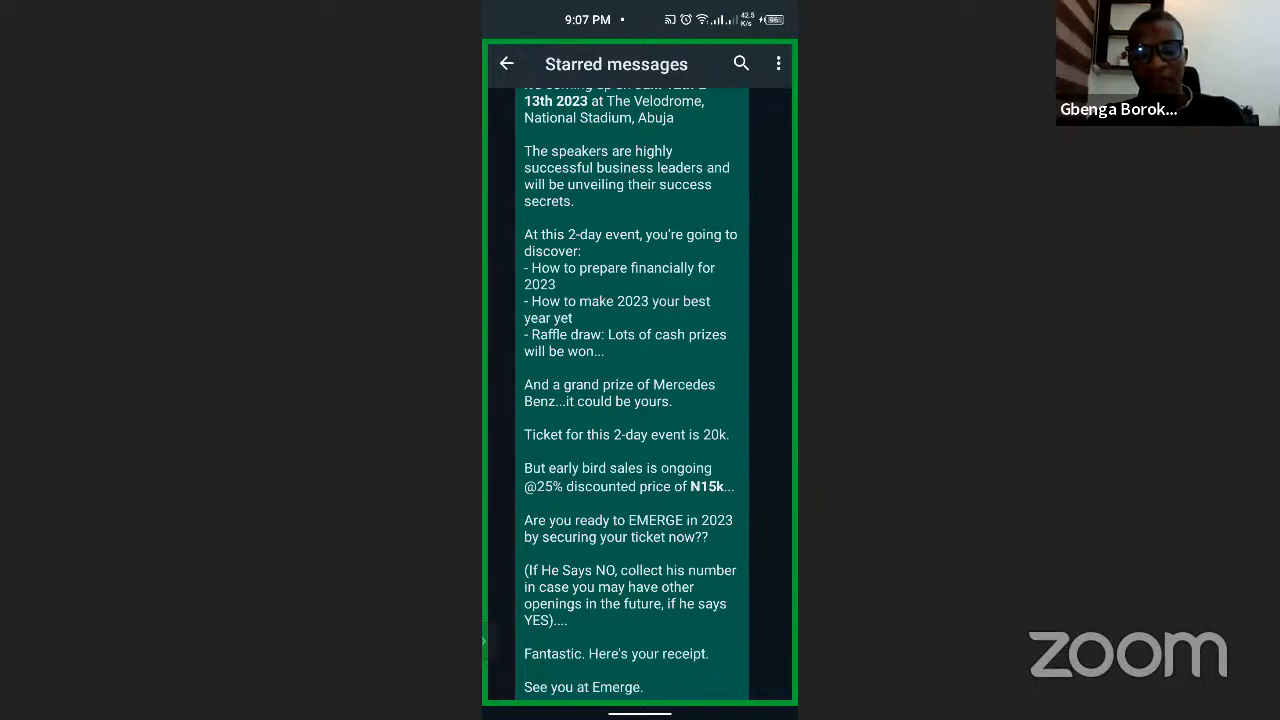 9:07 PM
42.5
K/s
96
Starred messages
13th 2023 at The Velodrome,
National Stadium, Abuja
The speakers are highly
successful business leaders and
will be unveiling their success
secrets.
At this 2-day event, you're going to
discover:
- How to prepare financially for
2023
- How to make 2023 your best
year yet
- Raffle draw: Lots of cash prizes
will be won...
And a grand prize of Mercedes
Benz...it could be yours.
Ticket for this 2-day event is 20k.
But early bird sales is ongoing
@25% discounted price of N15k...
Are you ready to EMERGE in 2023
by securing your ticket now??
(If He Says NO, collect his number
in case you may have other
openings in the future, if he says
YES)....
Fantastic. Here's your receipt.
See you at Emerge.
Gbenga Borok...
zoom